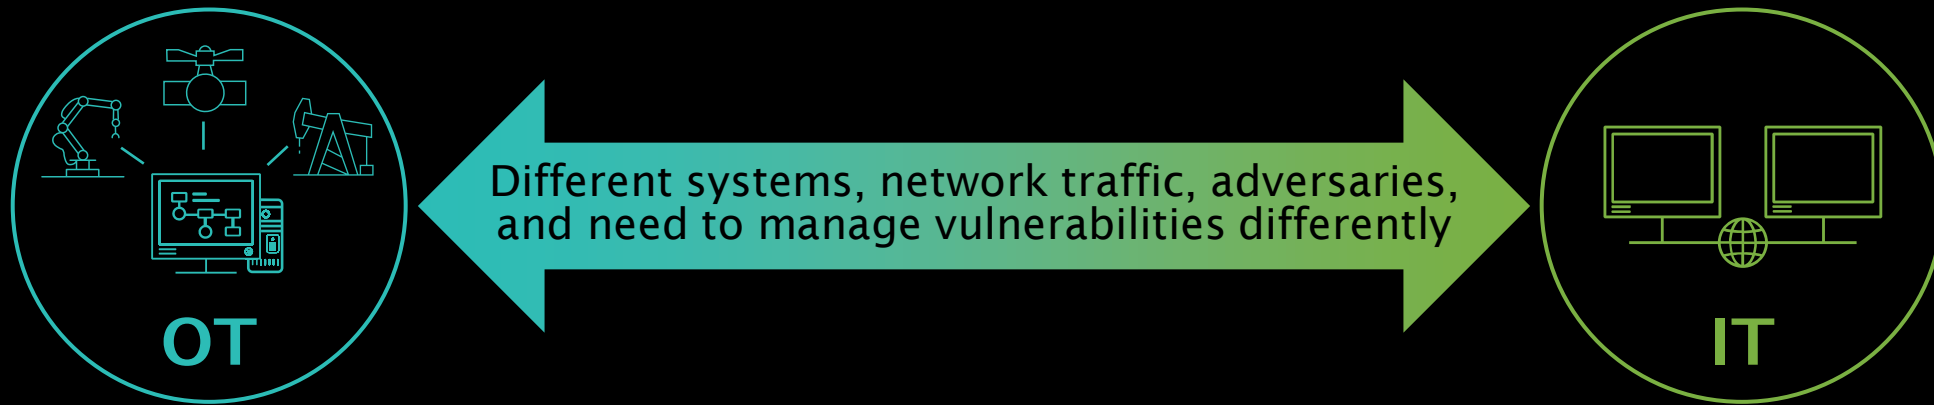 Different systems, network traffic, adversaries,
and need to manage vulnerabilities differently
OT
IT